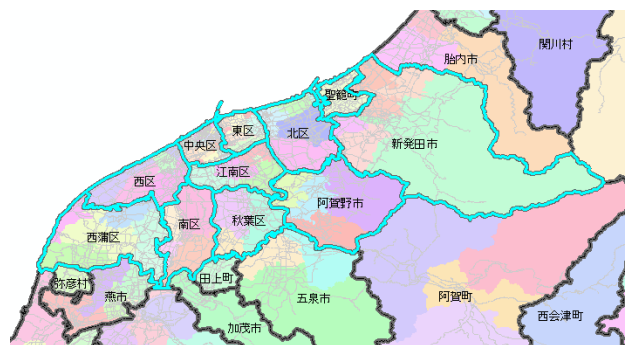 関川村
胎内市
聖籠町
東区
北区
中央区
新発田市
江南区
西区
阿賀野市
南区
秋葉区
西蒲区
田上町
弥彦村
燕市
五泉市
阿賀町
西会津町
加茂市